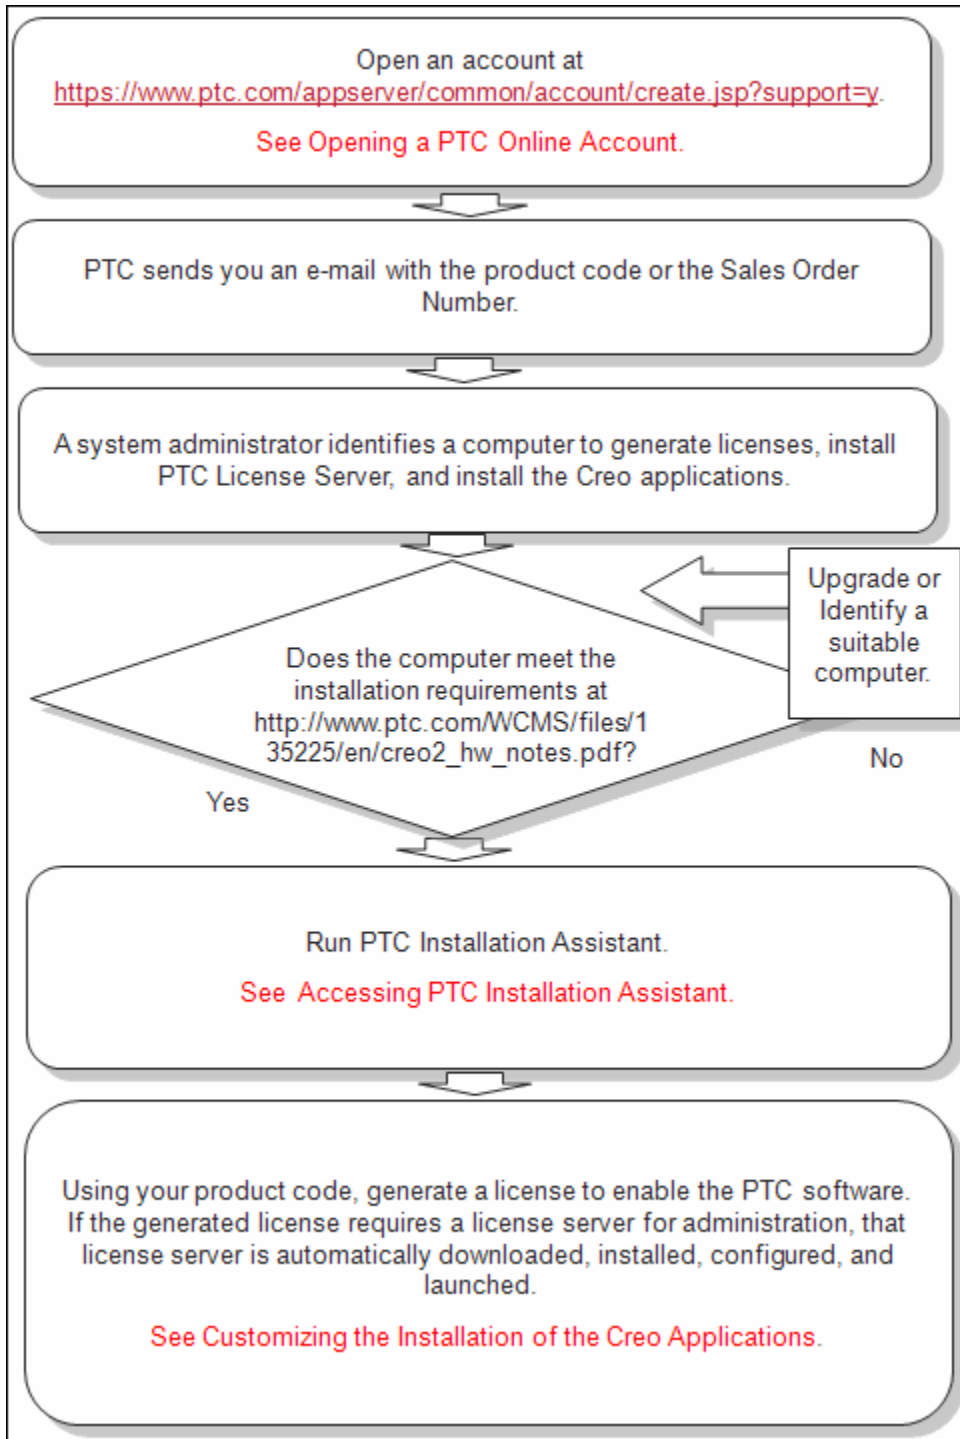 Open an account at
https://www.ptc.com/appserver/common/account/create.jsp?support=y.
See Opening a PTC Online Account.
PTC sends you an e-mail with the product code or the Sales Order
Number.
A system administrator identifies a computer to generate licenses, install
PTC License Server, and install the Creo applications.
Upgrade or
Identify a
suitable
computer.
Does the computer meet the
installation requirements at
http://www.ptc.com/WCMS/files/1
35225/en/creo2_hw_notes.pdf?
No
Yes
Run PTC Installation Assistant.
See Accessing PTC Installation Assistant.
Using your product code, generate a license to enable the PTC software.
If the generated license requires a license server for administration, that
license server is automatically downloaded, installed, configured, and
launched.
See Customizing the Installation of the Creo Applications.